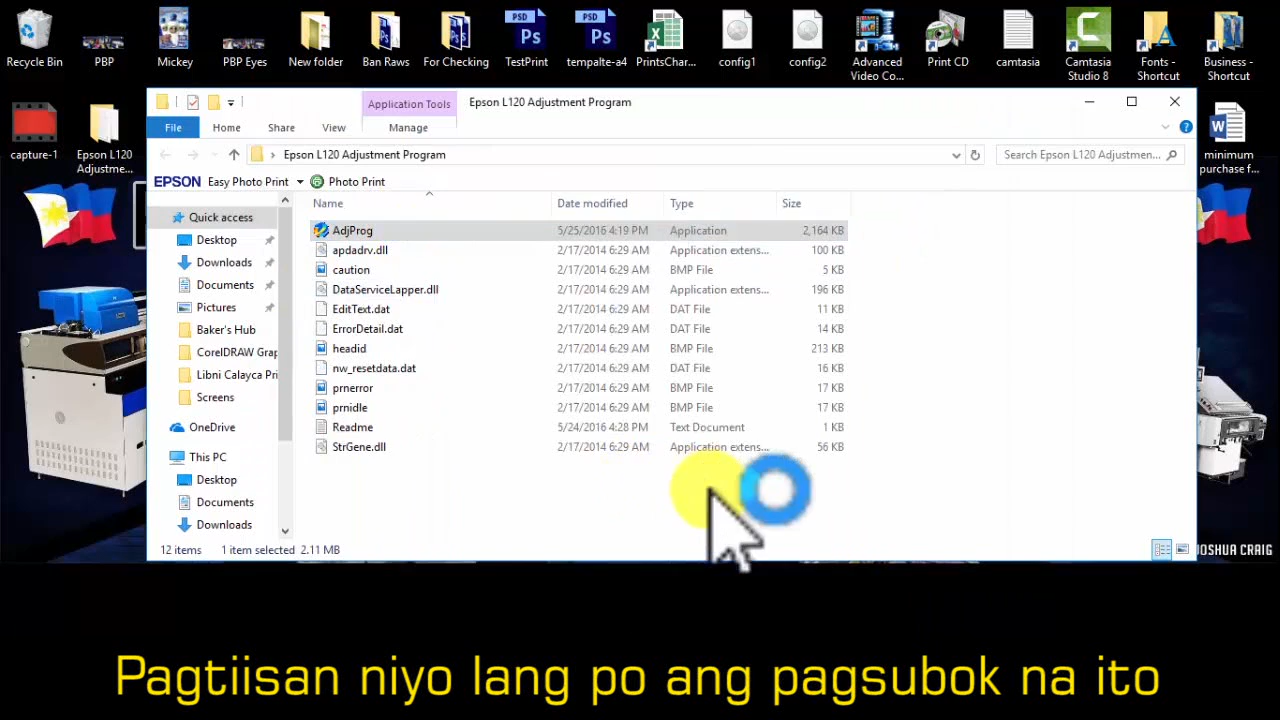 Recycle Bin
PBP
Mickey
PBP Eyes
New folder
Ban Raws
For Checking
PSD
Ps
TestPrint
PSD
Ps
tempalte-a4
PrintsChar...
config1
config2
Advanced
Video Co...
Print CD
camtasia
Camtasia
Studio 8
Fonts -
Shortcut
Business -
Shortcut
capture-1
Epson L120
Adjustme...
minimum
purchase f...
Application Tools
Epson L120 Adjustment Program
File
Home
Share
View
Manage
Epson L120 Adjustment Program
Search Epson L120 Adjustmen...
EPSON Easy Photo Print
Photo Print
Name
Date modified
Type
Size
AdjProg 5/25/2016 4:19 PM Application 2,164 KB
apdadrv.dll 2/17/2014 6:29 AM Application extens... 100 KB
caution 2/17/2014 6:29 AM BMP File 5 KB
DataServiceLapper.dll 2/17/2014 6:29 AM Application extens... 196 KB
EditText.dat 2/17/2014 6:29 AM DAT File 11 KB
ErrorDetail.dat 2/17/2014 6:29 AM DAT File 14 KB
headid 2/17/2014 6:29 AM BMP File 213 KB
nw_resetdata.dat 2/17/2014 6:29 AM DAT File 16 KB
prnerror 2/17/2014 6:29 AM BMP File 17 KB
prnidle 2/17/2014 6:29 AM BMP File 17 KB
Readme 5/24/2016 4:28 PM Text Document 1 KB
StrGene.dll 2/17/2014 6:29 AM Application extens... 56 KB
Quick access
Desktop
Downloads
Documents
Pictures
Baker's Hub
CorelDRAW Grap
Libni Calayca Pri
Screens
OneDrive
This PC
Desktop
Documents
Downloads
12 items 1 item selected 2.11 MB
OSHUA CRAIG
Pagtiisan niyo lang po ang pagsubok na ito